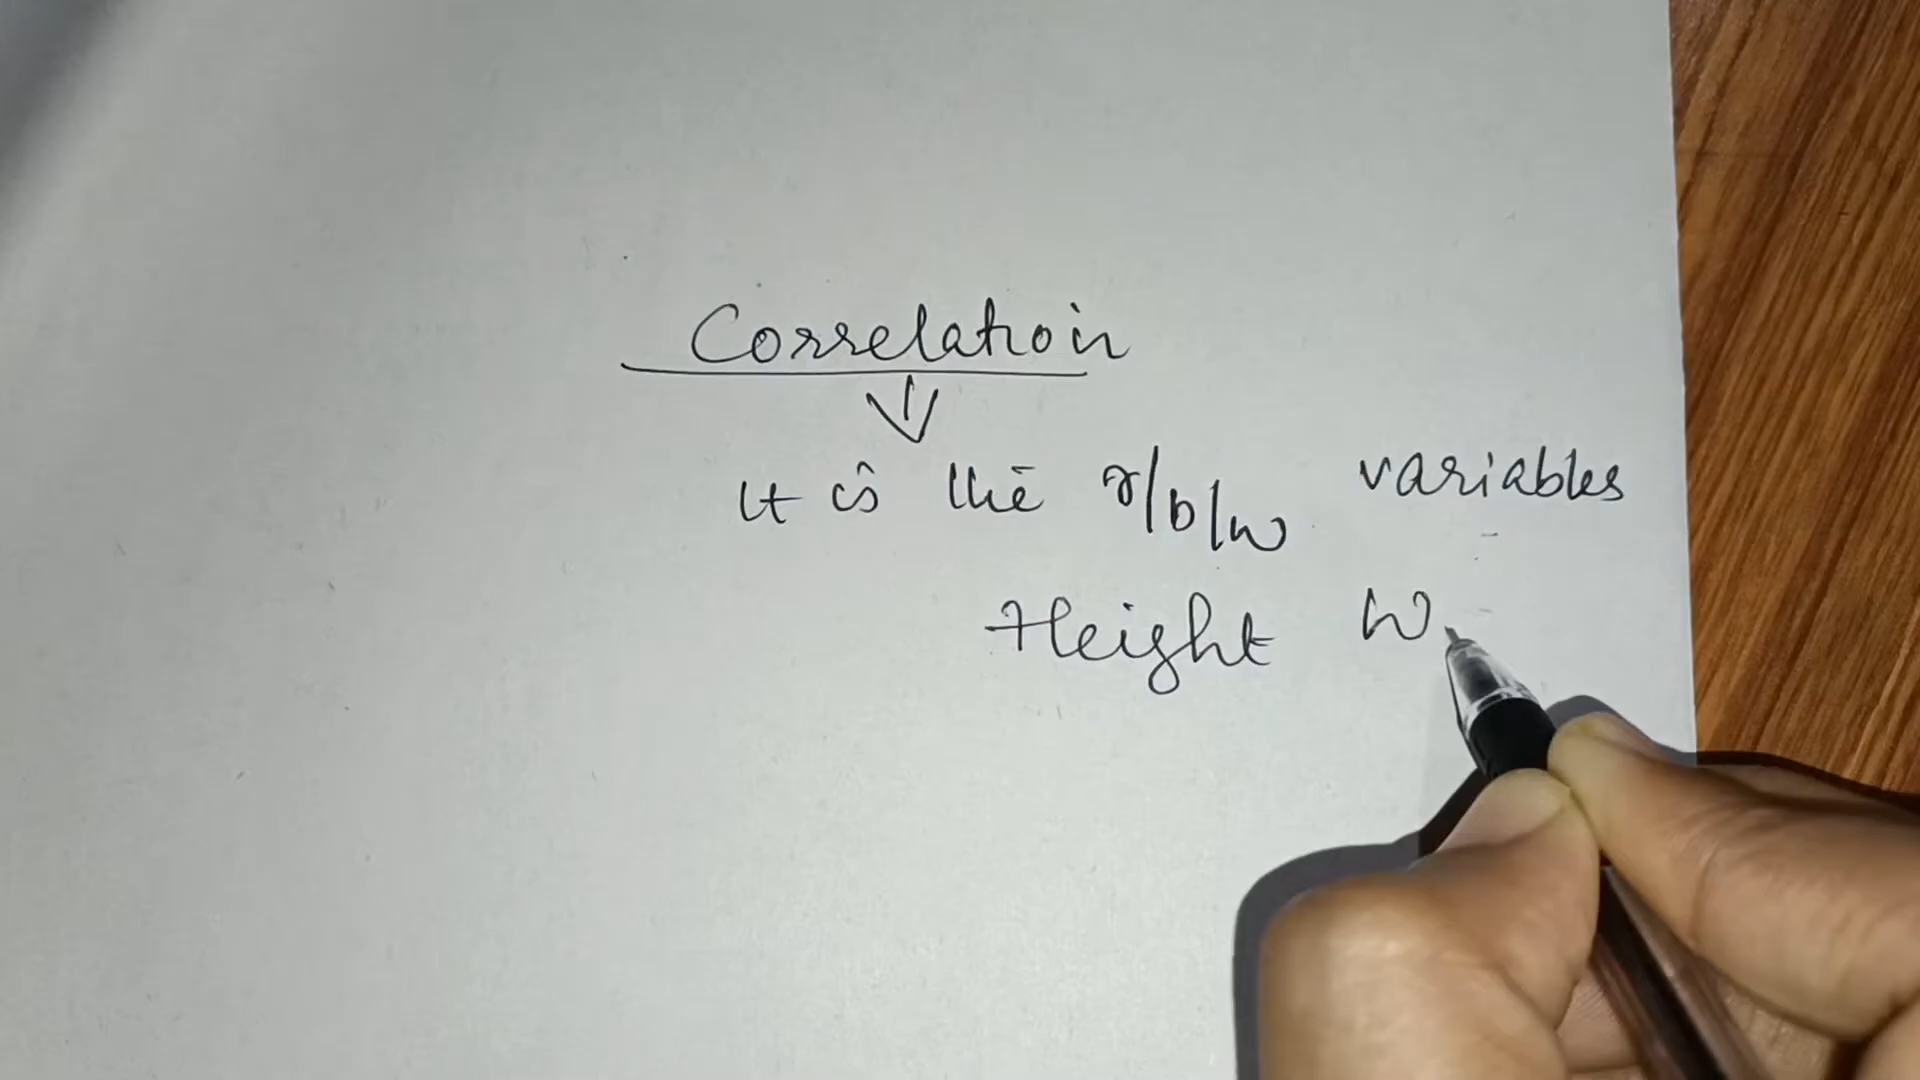 Correlation
It is the r/b/w variables
Height W